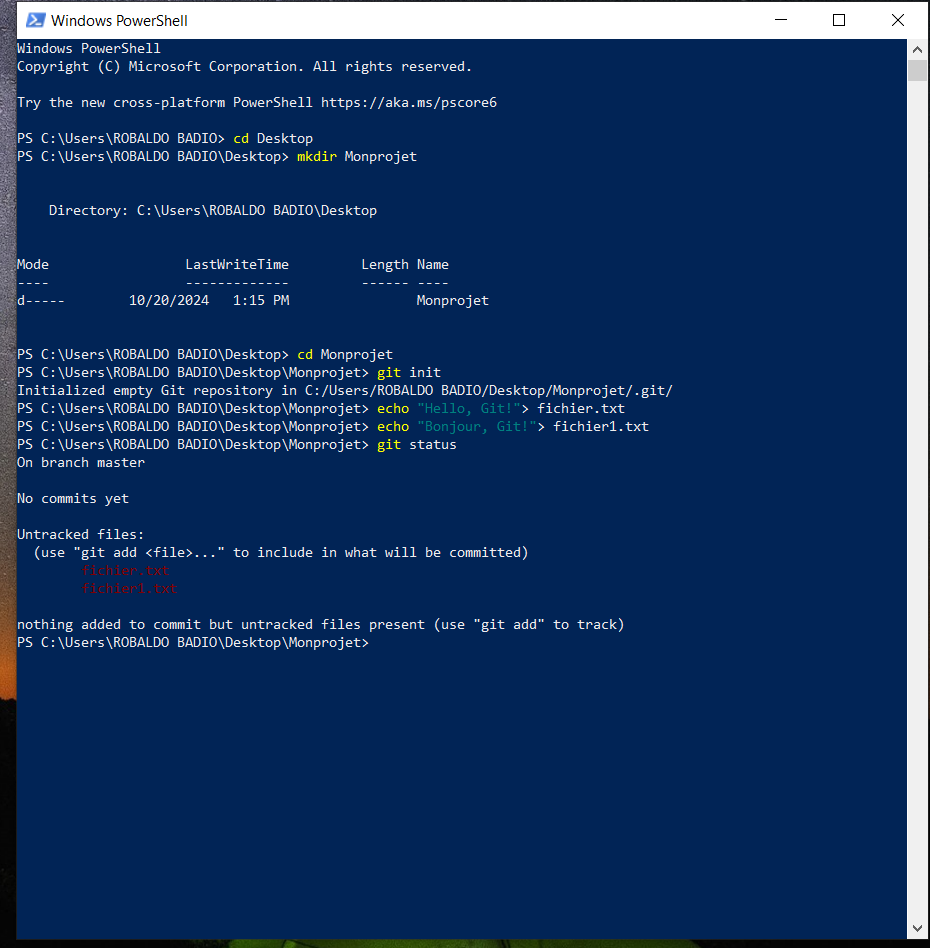 Windows PowerShell
Windows PowerShell
Copyright (C) Microsoft Corporation. All rights reserved.
Try the new cross-platform PowerShell https://aka.ms/pscore6
PS C:\Users\ROBALDO BADIO> cd Desktop
PS C:\Users\ROBALDO BADIO\Desktop> mkdir Monprojet
    Directory: C:\Users\ROBALDO BADIO\Desktop
Mode                 LastWriteTime         Length Name
----                 -------------         ------ ----
d-----        10/20/2024   1:15 PM                Monprojet
PS C:\Users\ROBALDO BADIO\Desktop> cd Monprojet
PS C:\Users\ROBALDO BADIO\Desktop\Monprojet> git init
Initialized empty Git repository in C:/Users/ROBALDO BADIO/Desktop/Monprojet/.git/
PS C:\Users\ROBALDO BADIO\Desktop\Monprojet> echo "Hello, Git!"> fichier.txt
PS C:\Users\ROBALDO BADIO\Desktop\Monprojet> echo "Bonjour, Git!"> fichier1.txt
PS C:\Users\ROBALDO BADIO\Desktop\Monprojet> git status
On branch master
No commits yet
Untracked files:
  (use "git add <file>..." to include in what will be committed)
        fichier.txt
        fichier1.txt
nothing added to commit but untracked files present (use "git add" to track)
PS C:\Users\ROBALDO BADIO\Desktop\Monprojet>